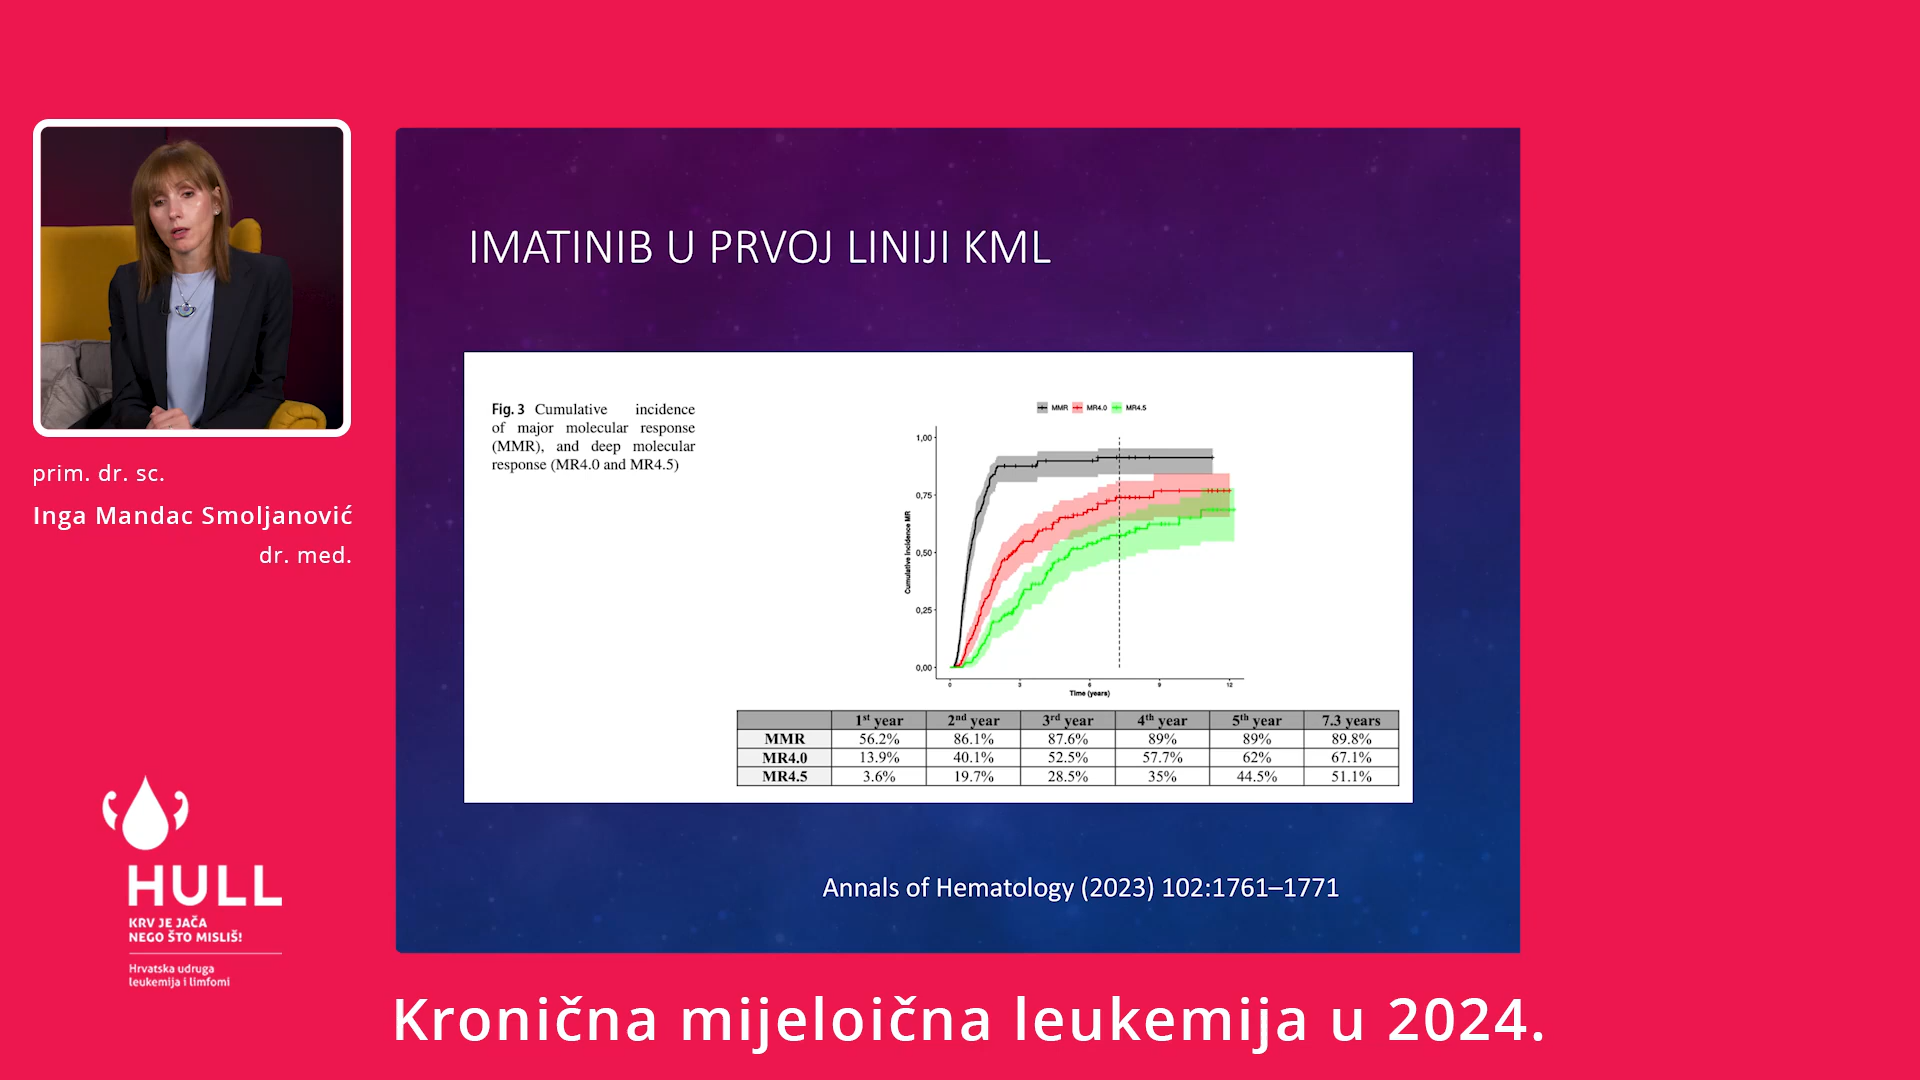 prim. dr. sc.
Inga Mandac Smoljanović
dr. med.
HULL
KRV JE JAČA
NEGO ŠTO MISLIŠ!
Hrvatska udruga
leukemija i limfomi
IMATINIB U PRVOJ LINIJI KML
Fig. 3 Cumulative incidence
of major molecular response
(MMR), and deep molecular
response (MR4.0 and MR4.5)
MMR MR4.0 MR4.5
Cumulative Incidence MR
1,00
0,75
0,50
0,25
0,00
0 3 6 9 12
Time (years)
1st year 2nd year 3rd year 4th year 5th year 7.3 years
MMR 56.2% 86.1% 87.6% 89% 89% 89.8%
MR4.0 13.9% 40.1% 52.5% 57.7% 62% 67.1%
MR4.5 3.6% 19.7% 28.5% 35% 44.5% 51.1%
Annals of Hematology (2023) 102:1761–1771
Kronična mijeloična leukemija u 2024.